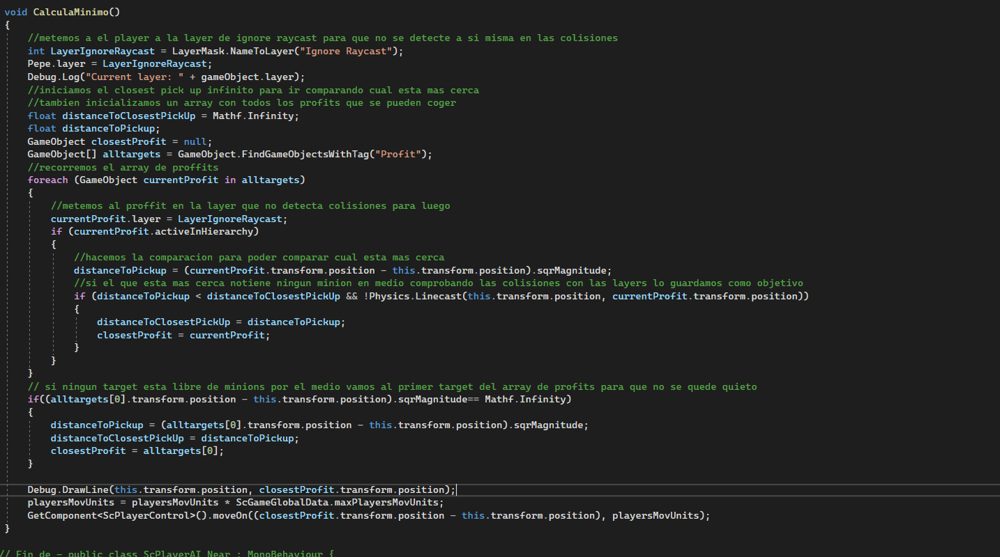 void CalculaMinimo()
{
//metemos a el player a la layer de ignore raycast para que no se detecte a si misma en las colisiones
int LayerIgnoreRaycast = LayerMask.NameToLayer("Ignore Raycast");
Pepe.layer = LayerIgnoreRaycast;
Debug.Log("Current layer: " + gameObject.layer);
//iniciamos el closest pick up infinito para ir comparando cual esta mas cerca
//tambien inicializamos un array con todos los profits que se pueden coger
float distanceToClosestPickUp = Mathf.Infinity;
float distanceToPickup;
GameObject closestProfit = null;
GameObject[] alltargets = GameObject.FindGameObjectsWithTag("Profit");
//recorremos el array de proffits
foreach (GameObject currentProfit in alltargets)
{
//metemos al proffit en la layer que no detecta colisiones para luego
currentProfit.layer = LayerIgnoreRaycast;
if (currentProfit.activeInHierarchy)
{
//hacemos la comparacion para poder comparar cual esta mas cerca
distanceToPickup = (currentProfit.transform.position - this.transform.position).sqrMagnitude;
//si el que esta mas cerca notiene ningun minion en medio comprobando las colisiones con las layers lo guardamos como objetivo
if (distanceToPickup < distanceToClosestPickUp && !Physics.Linecast(this.transform.position, currentProfit.transform.position))
{
distanceToClosestPickUp = distanceToPickup;
closestProfit = currentProfit;
}
}
}
// si ningun target esta libre de minions por el medio vamos al primer target del array de profits para que no se quede quieto
if((alltargets[0].transform.position - this.transform.position).sqrMagnitude== Mathf.Infinity)
{
distanceToPickup = (alltargets[0].transform.position - this.transform.position).sqrMagnitude;
distanceToClosestPickUp = distanceToPickup;
closestProfit = alltargets[0];
}
Debug.DrawLine(this.transform.position, closestProfit.transform.position);
playersMovUnits = playersMovUnits * ScGameGlobalData.maxPlayersMovUnits;
GetComponent<ScPlayerControl>().moveOn((closestProfit.transform.position - this.transform.position), playersMovUnits);
}
// Fin de - public class ScPlayerAI_Near : MonoBehaviour {